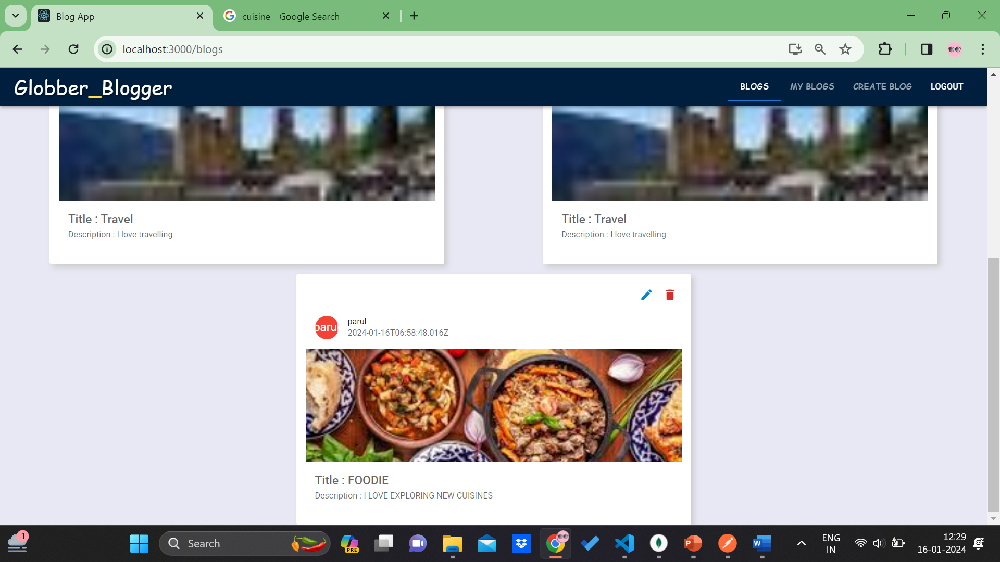 Blog App
cuisine - Google Search
localhost:3000/blogs
Globber_Blogger
BLOGS
MY BLOGS
CREATE BLOG
LOGOUT
Title : Travel
Description : I love travelling
Title : Travel
Description : I love travelling
parul
parul
2024-01-16T06:58:48.016Z
Title : FOODIE
Description : I LOVE EXPLORING NEW CUISINES
1
Search
PRE
P
W
ENG
IN
12:29
16-01-2024